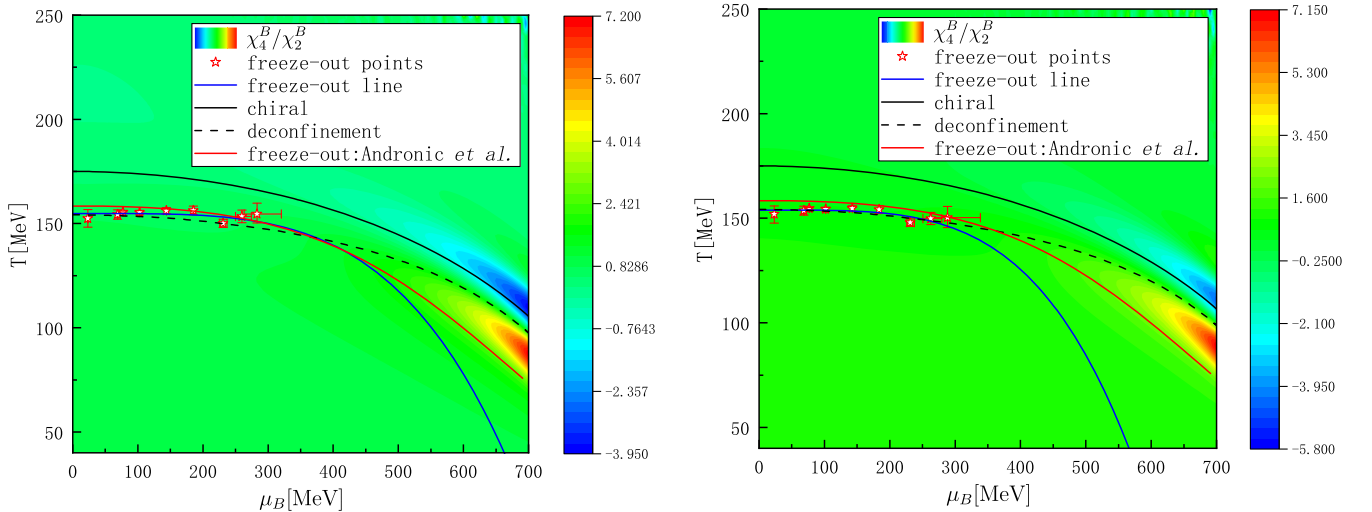 250
200
150
100
50
T[MeV]
0 100 200 300 400 500 600 700
μ_B[MeV]
χ₄ᴮ/χ₂ᴮ
freeze-out points
freeze-out line
chiral
deconfinement
freeze-out:Andronic et al.
7.200
5.607
4.014
2.421
0.8286
-0.7643
-2.357
-3.950
250
200
150
100
50
T[MeV]
0 100 200 300 400 500 600 700
μ_B[MeV]
χ₄ᴮ/χ₂ᴮ
freeze-out points
freeze-out line
chiral
deconfinement
freeze-out:Andronic et al.
7.150
5.300
3.450
1.600
-0.2500
-2.100
-3.950
-5.800